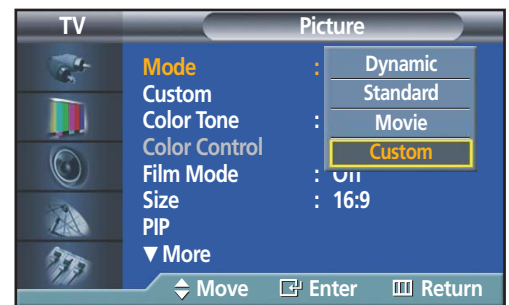 TV Picture
Mode : Dynamic
Custom Standard
Color Tone : Movie
Color Control Custom
Film Mode : Off
Size : 16:9
PIP
▼ More
Move Enter Return